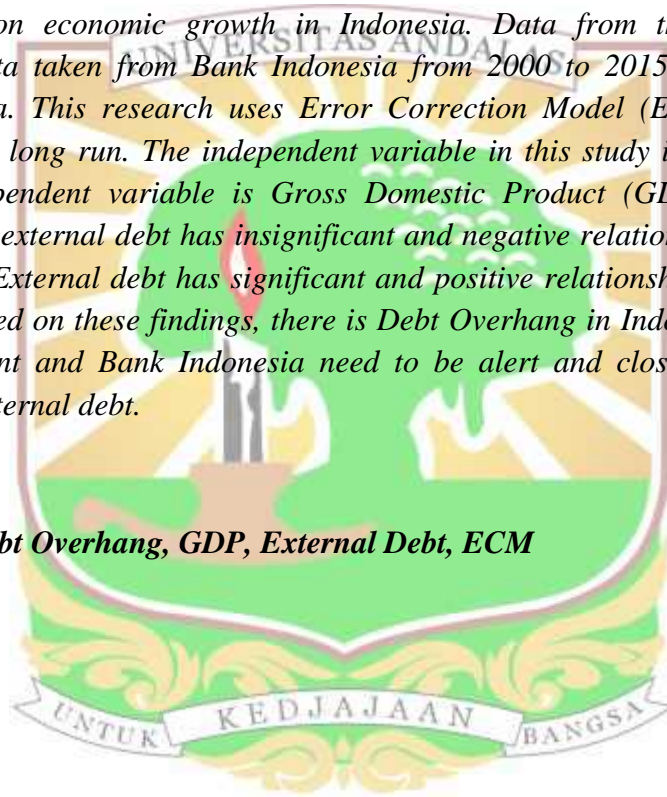 on economic growth in Indonesia. Data from th
UNIVERSITAS ANDALAS
ta taken from Bank Indonesia from 2000 to 2015
a. This research uses Error Correction Model (E
long run. The independent variable in this study i
pendent variable is Gross Domestic Product (GD
external debt has insignificant and negative relation
External debt has significant and positive relationsh
ed on these findings, there is Debt Overhang in Indo
nt and Bank Indonesia need to be alert and clos
ternal debt.
bt Overhang, GDP, External Debt, ECM
UNTUK KEDJAJAAN BANGSA